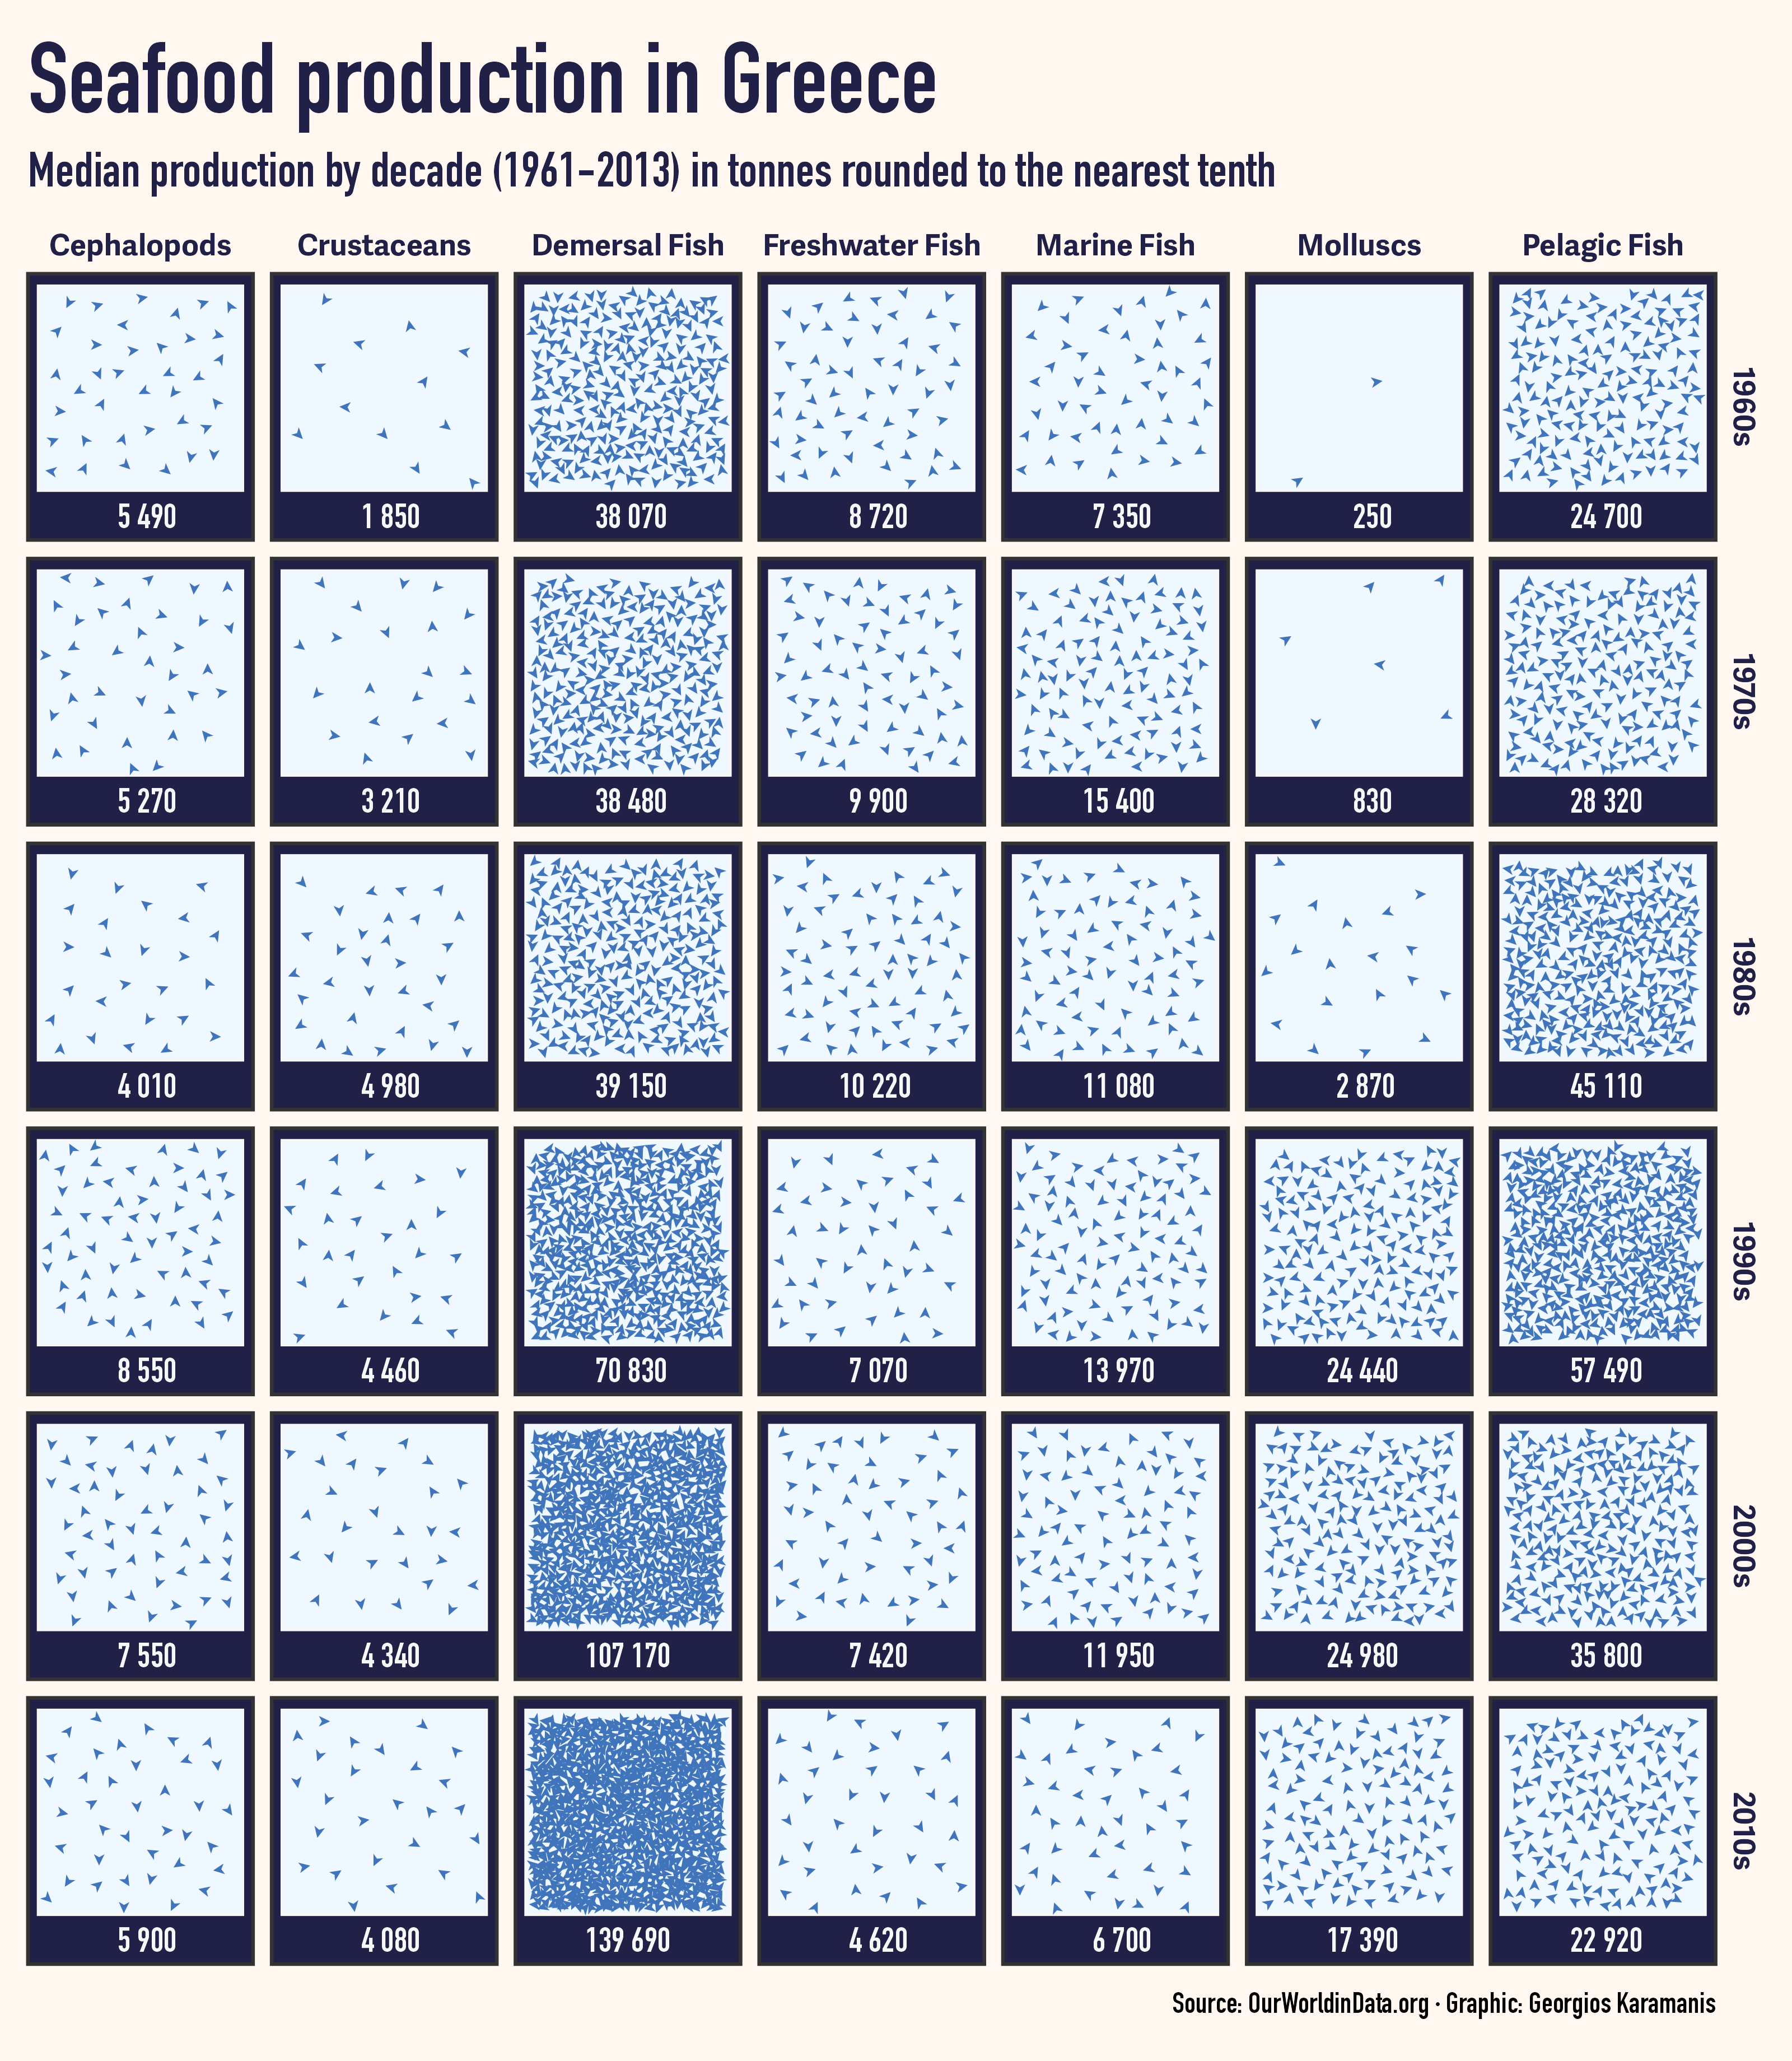 Seafood production in Greece
Median production by decade (1961-2013) in tonnes rounded to the nearest tenth
Cephalopods Crustaceans Demersal Fish Freshwater Fish Marine Fish Molluscs Pelagic Fish
1960s
5 490 1 850 38 070 8 720 7 350 250 24 700
1970s
5 270 3 210 38 480 9 900 15 400 830 28 320
1980s
4 010 4 980 39 150 10 220 11 080 2 870 45 110
1990s
8 550 4 460 70 830 7 070 13 970 24 440 57 490
2000s
7 550 4 340 107 170 7 420 11 950 24 980 35 800
2010s
5 900 4 080 139 690 4 620 6 700 17 390 22 920
Source: OurWorldinData.org · Graphic: Georgios Karamanis